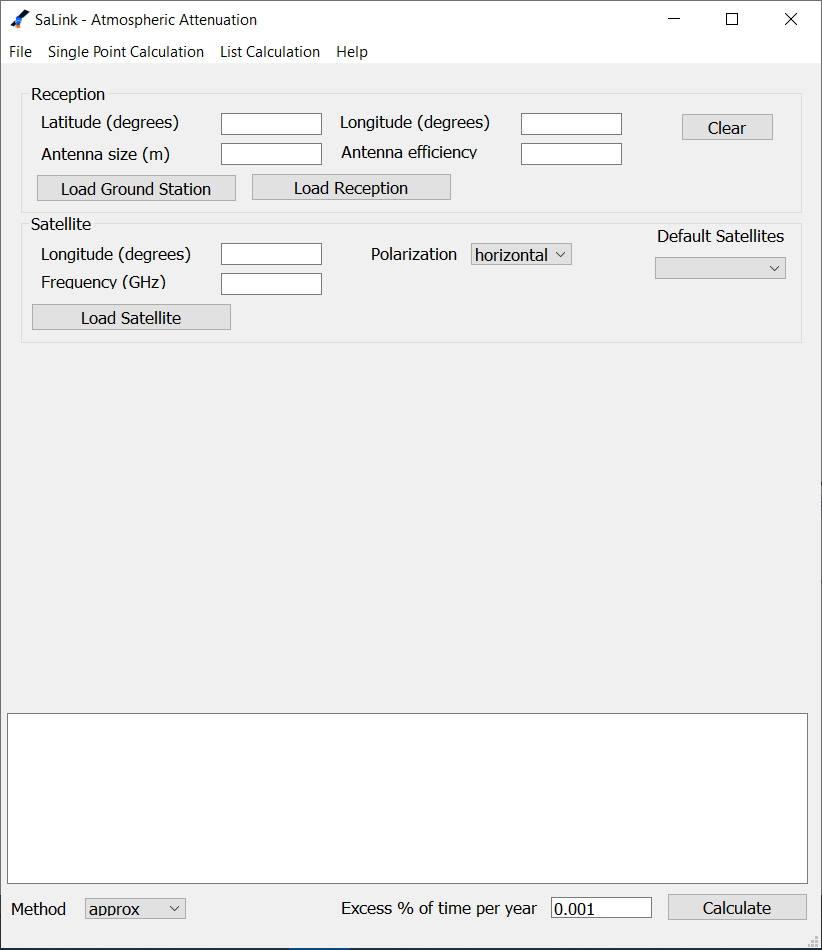 SaLink - Atmospheric Attenuation
File Single Point Calculation List Calculation Help
Reception
Latitude (degrees) Longitude (degrees) Clear
Antenna size (m) Antenna efficiency
Load Ground Station Load Reception
Satellite
Default Satellites
Longitude (degrees) Polarization horizontal
Frequency (GHz)
Load Satellite
Method approx Excess % of time per year 0.001 Calculate